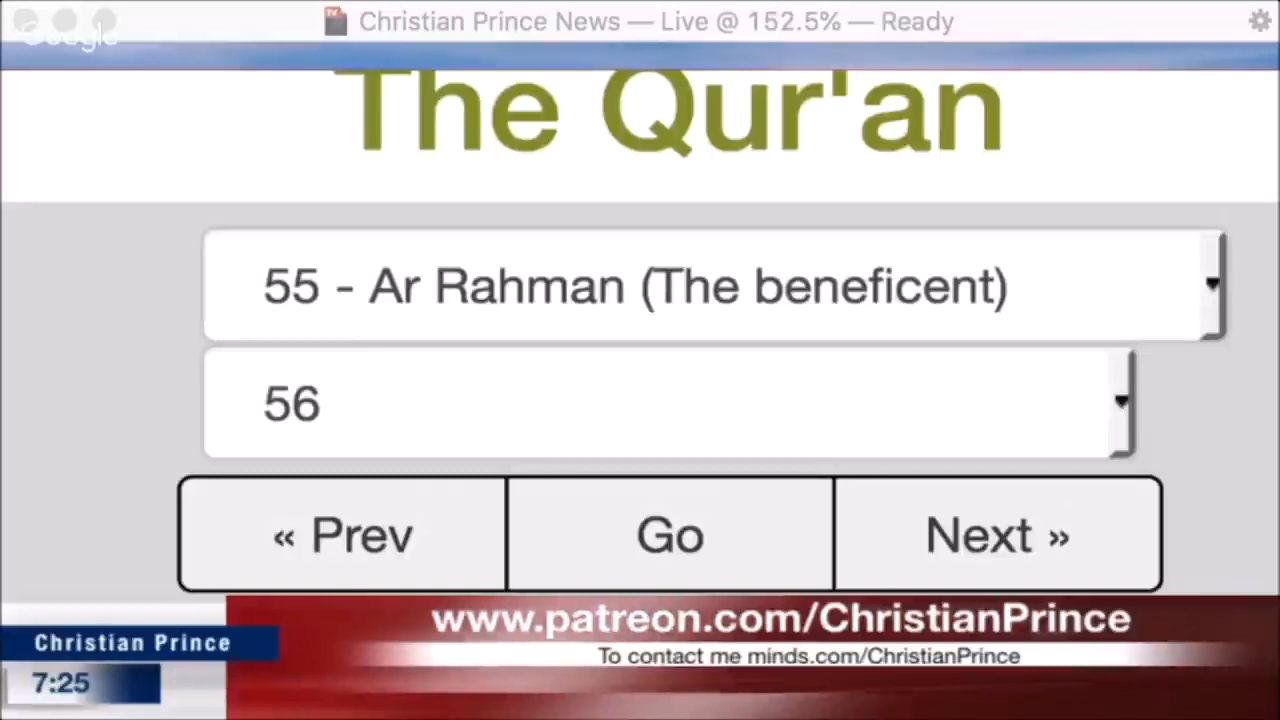 Christian Prince News — Live @ 152.5% — Ready
Google
The Qur'an
55 - Ar Rahman (The beneficent)
56
« Prev
Go
Next »
www.patreon.com/ChristianPrince
Christian Prince
To contact me minds.com/ChristianPrince
7:25